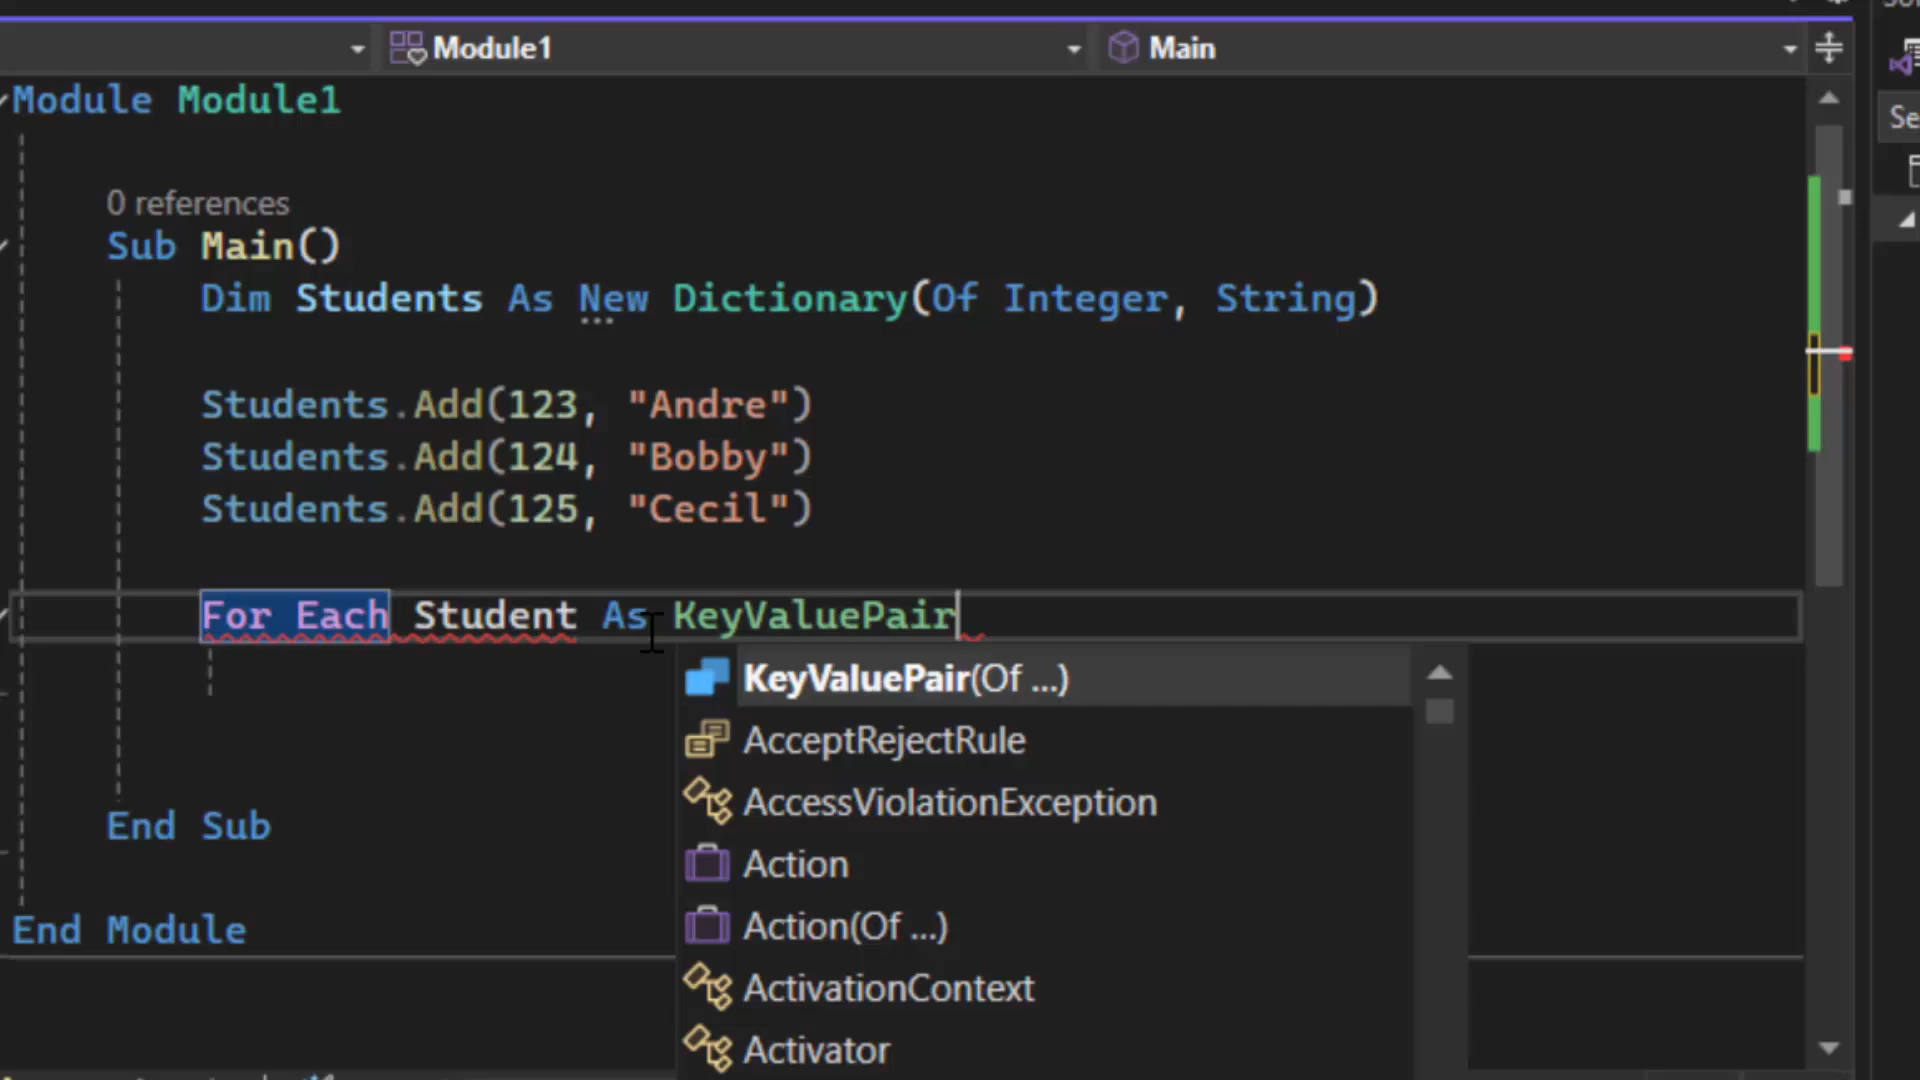 Module1
Main
Module Module1
Se
0 references
Sub Main()
Dim Students As New Dictionary(Of Integer, String)
Students.Add(123, "Andre")
Students.Add(124, "Bobby")
Students.Add(125, "Cecil")
For Each Student As KeyValuePair
KeyValuePair(Of ...)
AcceptRejectRule
AccessViolationException
Action
End Sub
Action(Of ...)
End Module
ActivationContext
Activator